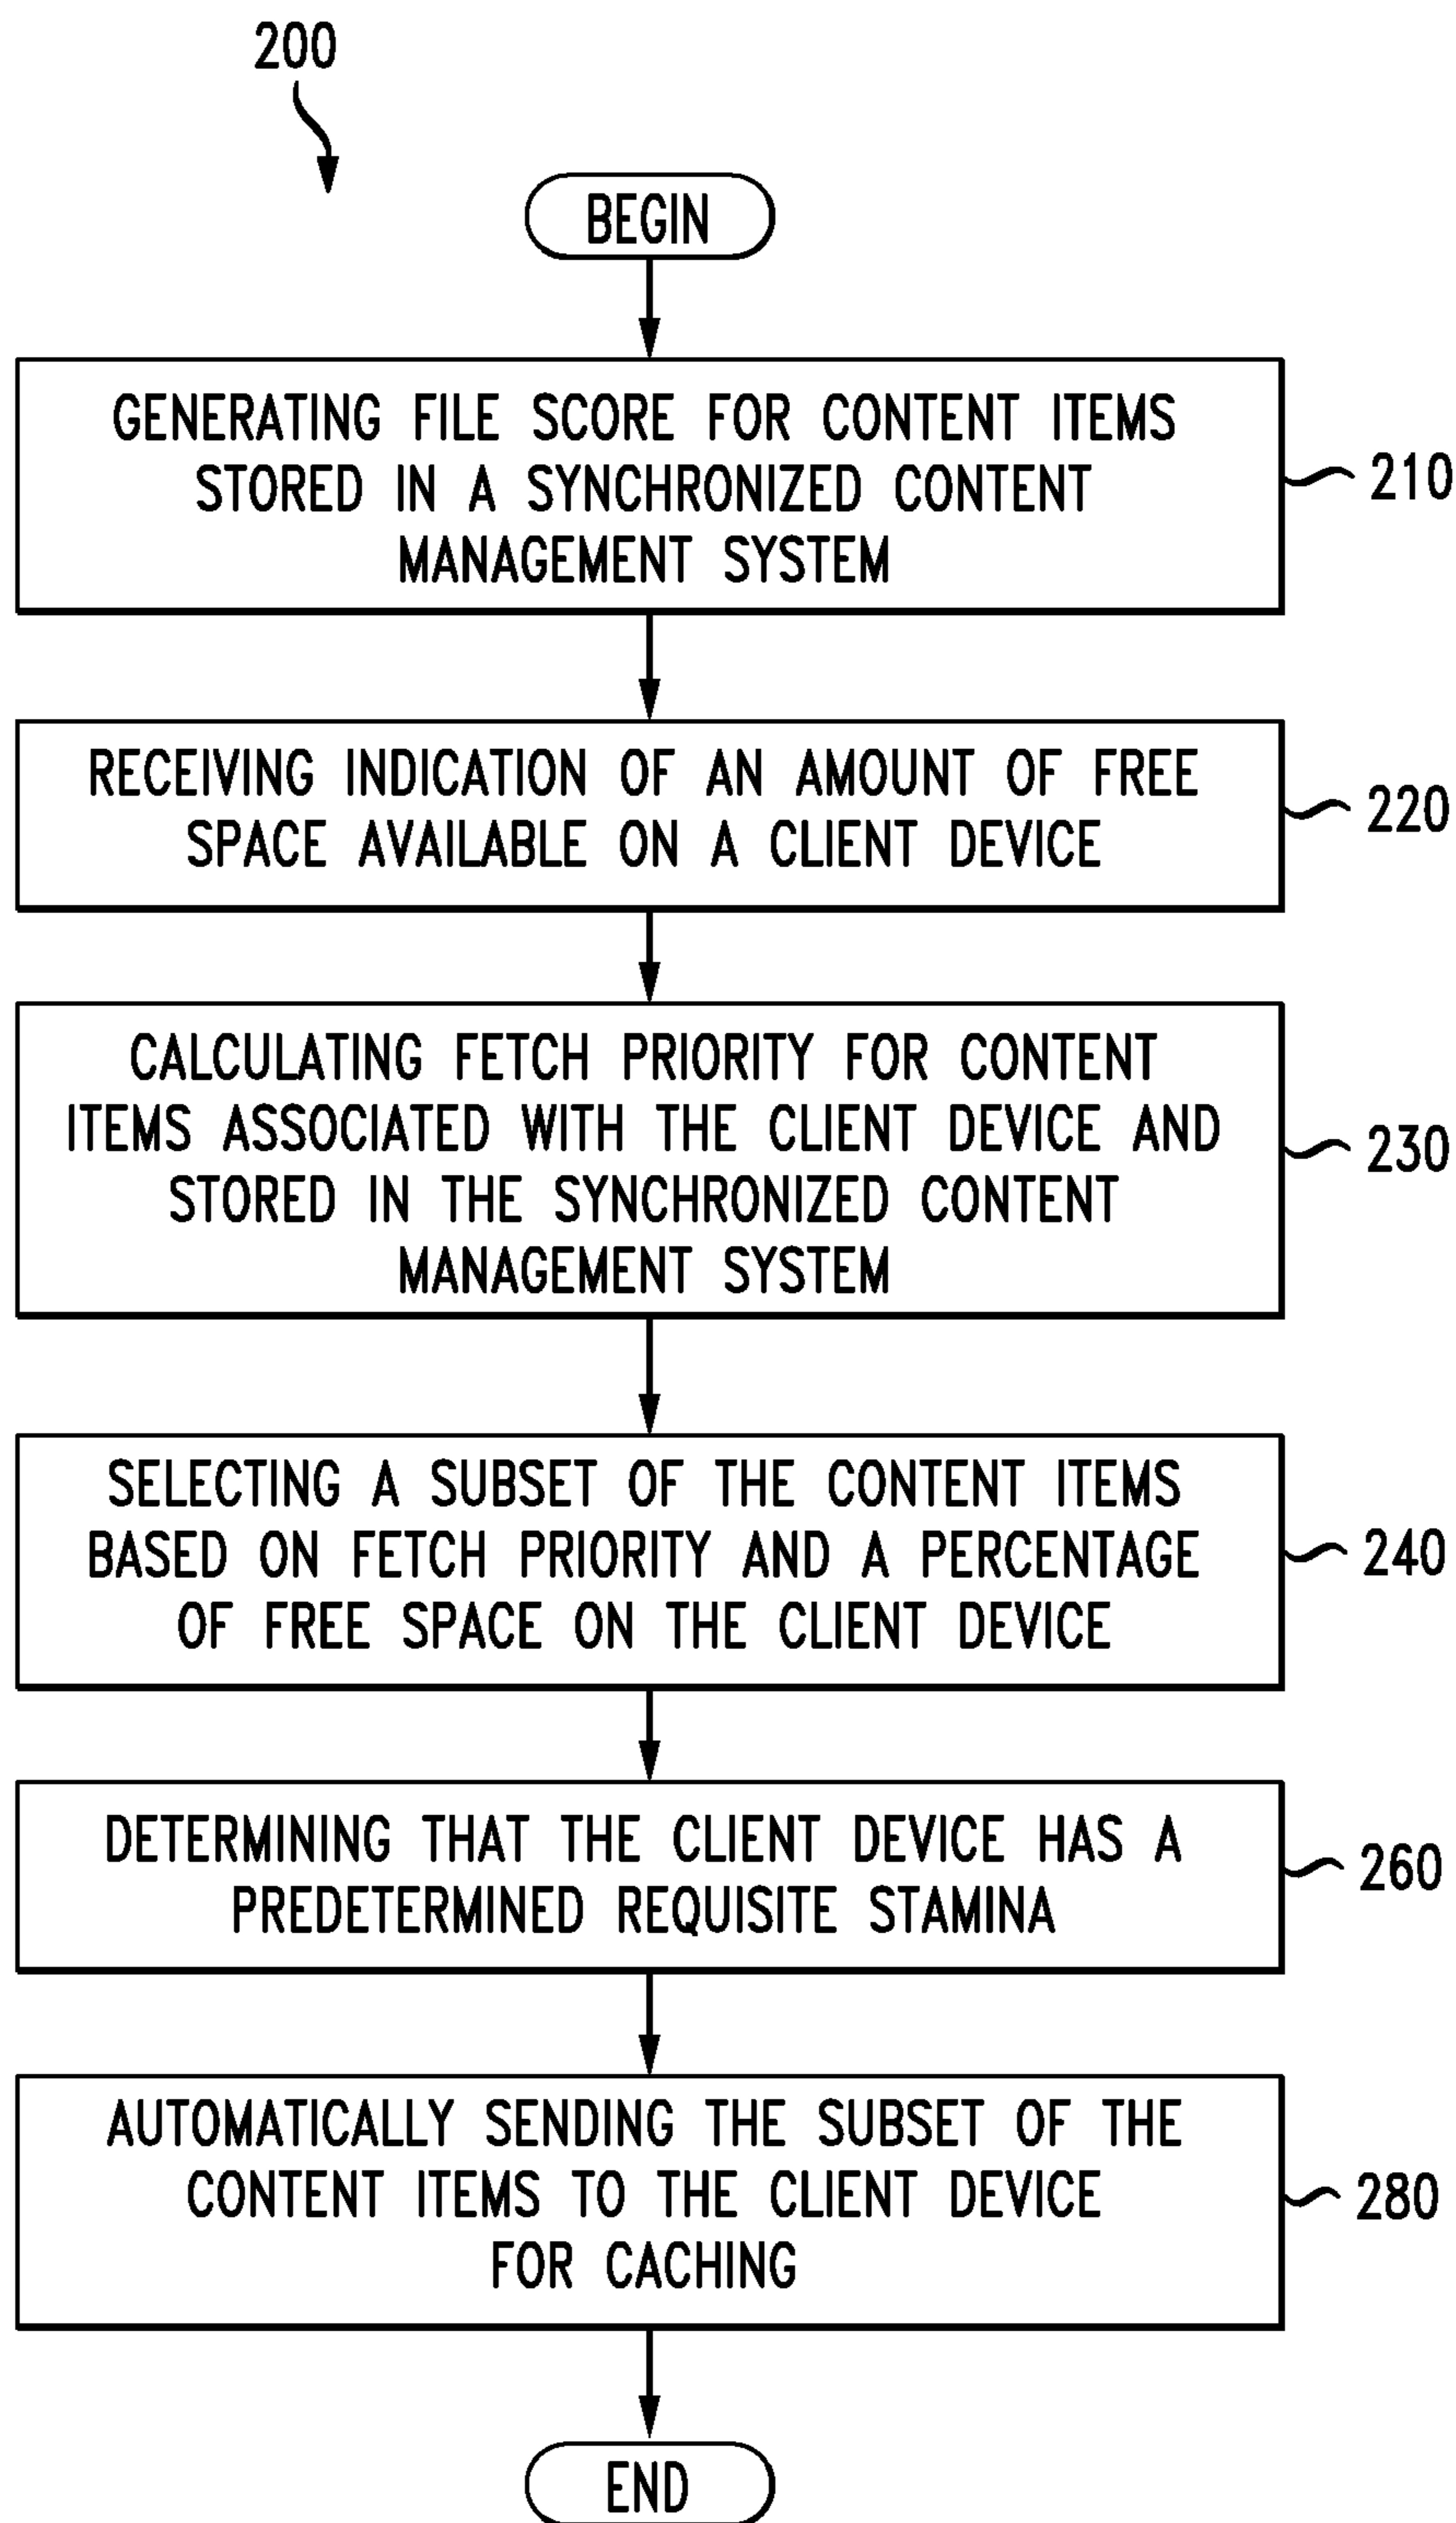 200
BEGIN
GENERATING FILE SCORE FOR CONTENT ITEMS
STORED IN A SYNCHRONIZED CONTENT
MANAGEMENT SYSTEM
210
RECEIVING INDICATION OF AN AMOUNT OF FREE
SPACE AVAILABLE ON A CLIENT DEVICE
220
CALCULATING FETCH PRIORITY FOR CONTENT
ITEMS ASSOCIATED WITH THE CLIENT DEVICE AND
STORED IN THE SYNCHRONIZED CONTENT
MANAGEMENT SYSTEM
230
SELECTING A SUBSET OF THE CONTENT ITEMS
BASED ON FETCH PRIORITY AND A PERCENTAGE
OF FREE SPACE ON THE CLIENT DEVICE
240
DETERMINING THAT THE CLIENT DEVICE HAS A
PREDETERMINED REQUISITE STAMINA
260
AUTOMATICALLY SENDING THE SUBSET OF THE
CONTENT ITEMS TO THE CLIENT DEVICE
FOR CACHING
280
END